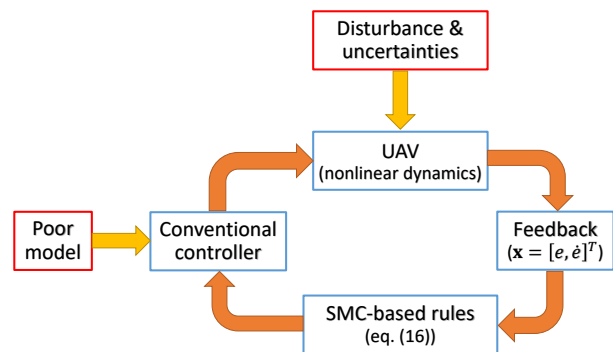 Disturbance &
uncertainties
UAV
(nonlinear dynamics)
Poor
model
Conventional
controller
Feedback
(𝐱 = [𝑒, 𝑒̇]ᵀ)
SMC-based rules
(eq. (16))